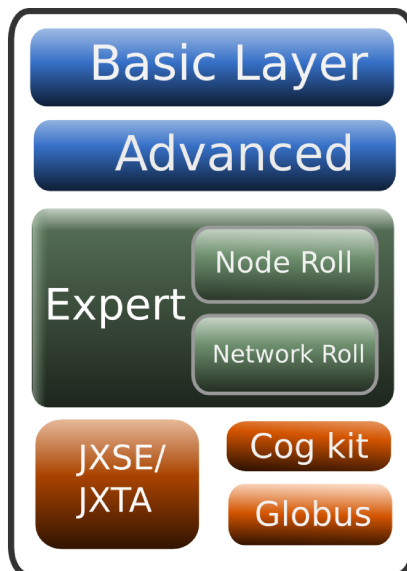 Basic Layer
Advanced
Expert
Node Roll
Network Roll
JXSE/
JXTA
Cog kit
Globus